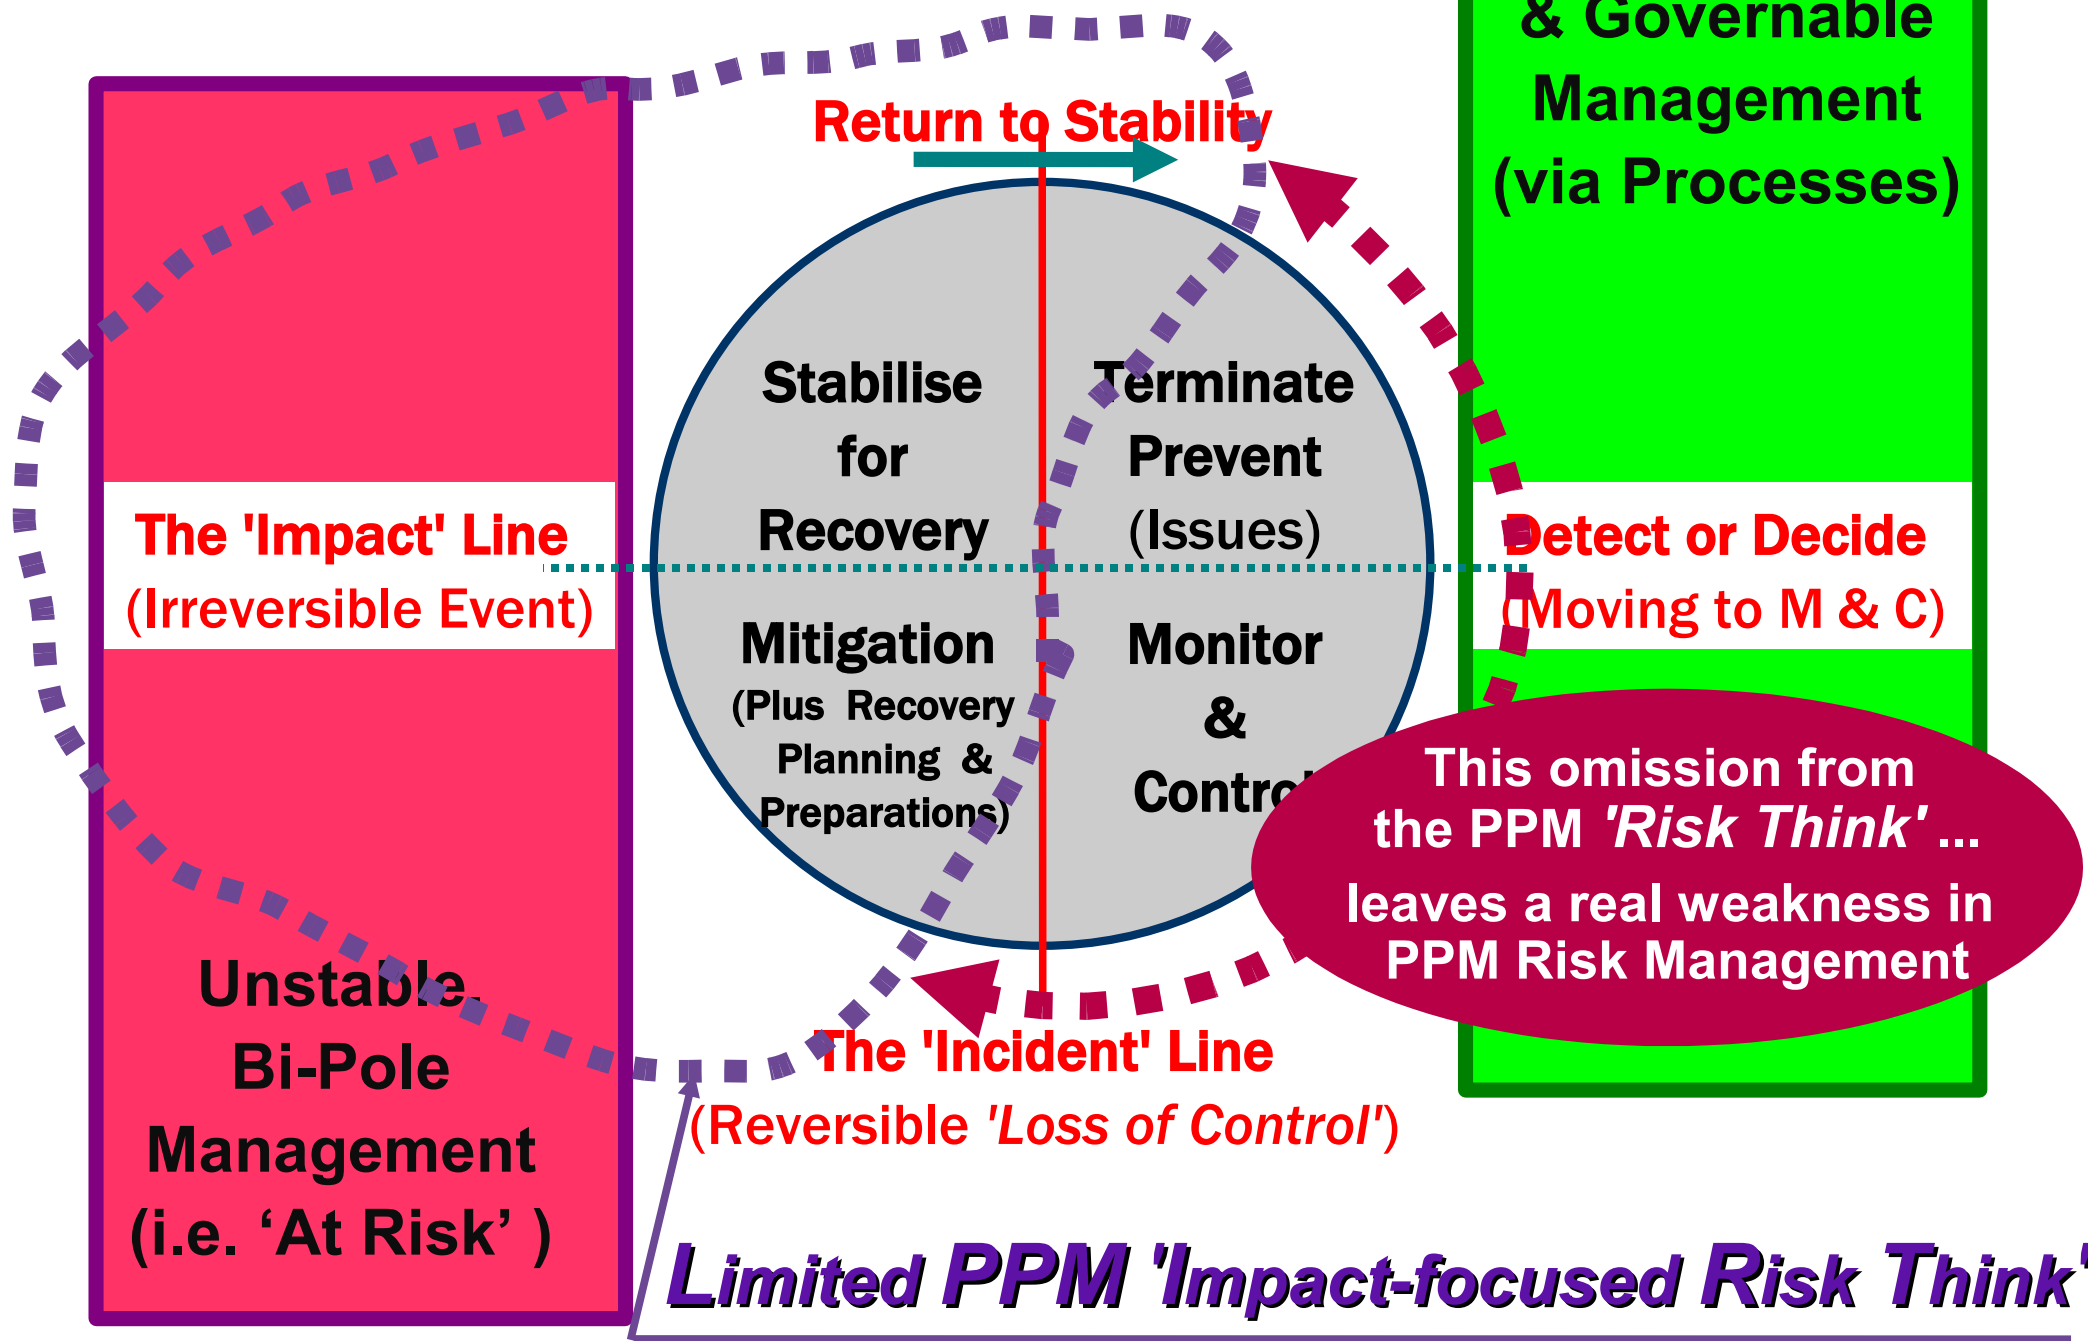 & Governable
Management
(via Processes)
Return to Stability
Stabilise
for
Recovery
Terminate
Prevent
(Issues)
The 'Impact' Line
(Irreversible Event)
Detect or Decide
(Moving to M & C)
Mitigation
(Plus Recovery
Planning &
Preparations)
Monitor
&
Control
This omission from
the PPM 'Risk Think' ...
leaves a real weakness in
PPM Risk Management
Unstable,
Bi-Pole
Management
(i.e. ‘At Risk’ )
The 'Incident' Line
(Reversible 'Loss of Control')
Limited PPM 'Impact-focused Risk Think'